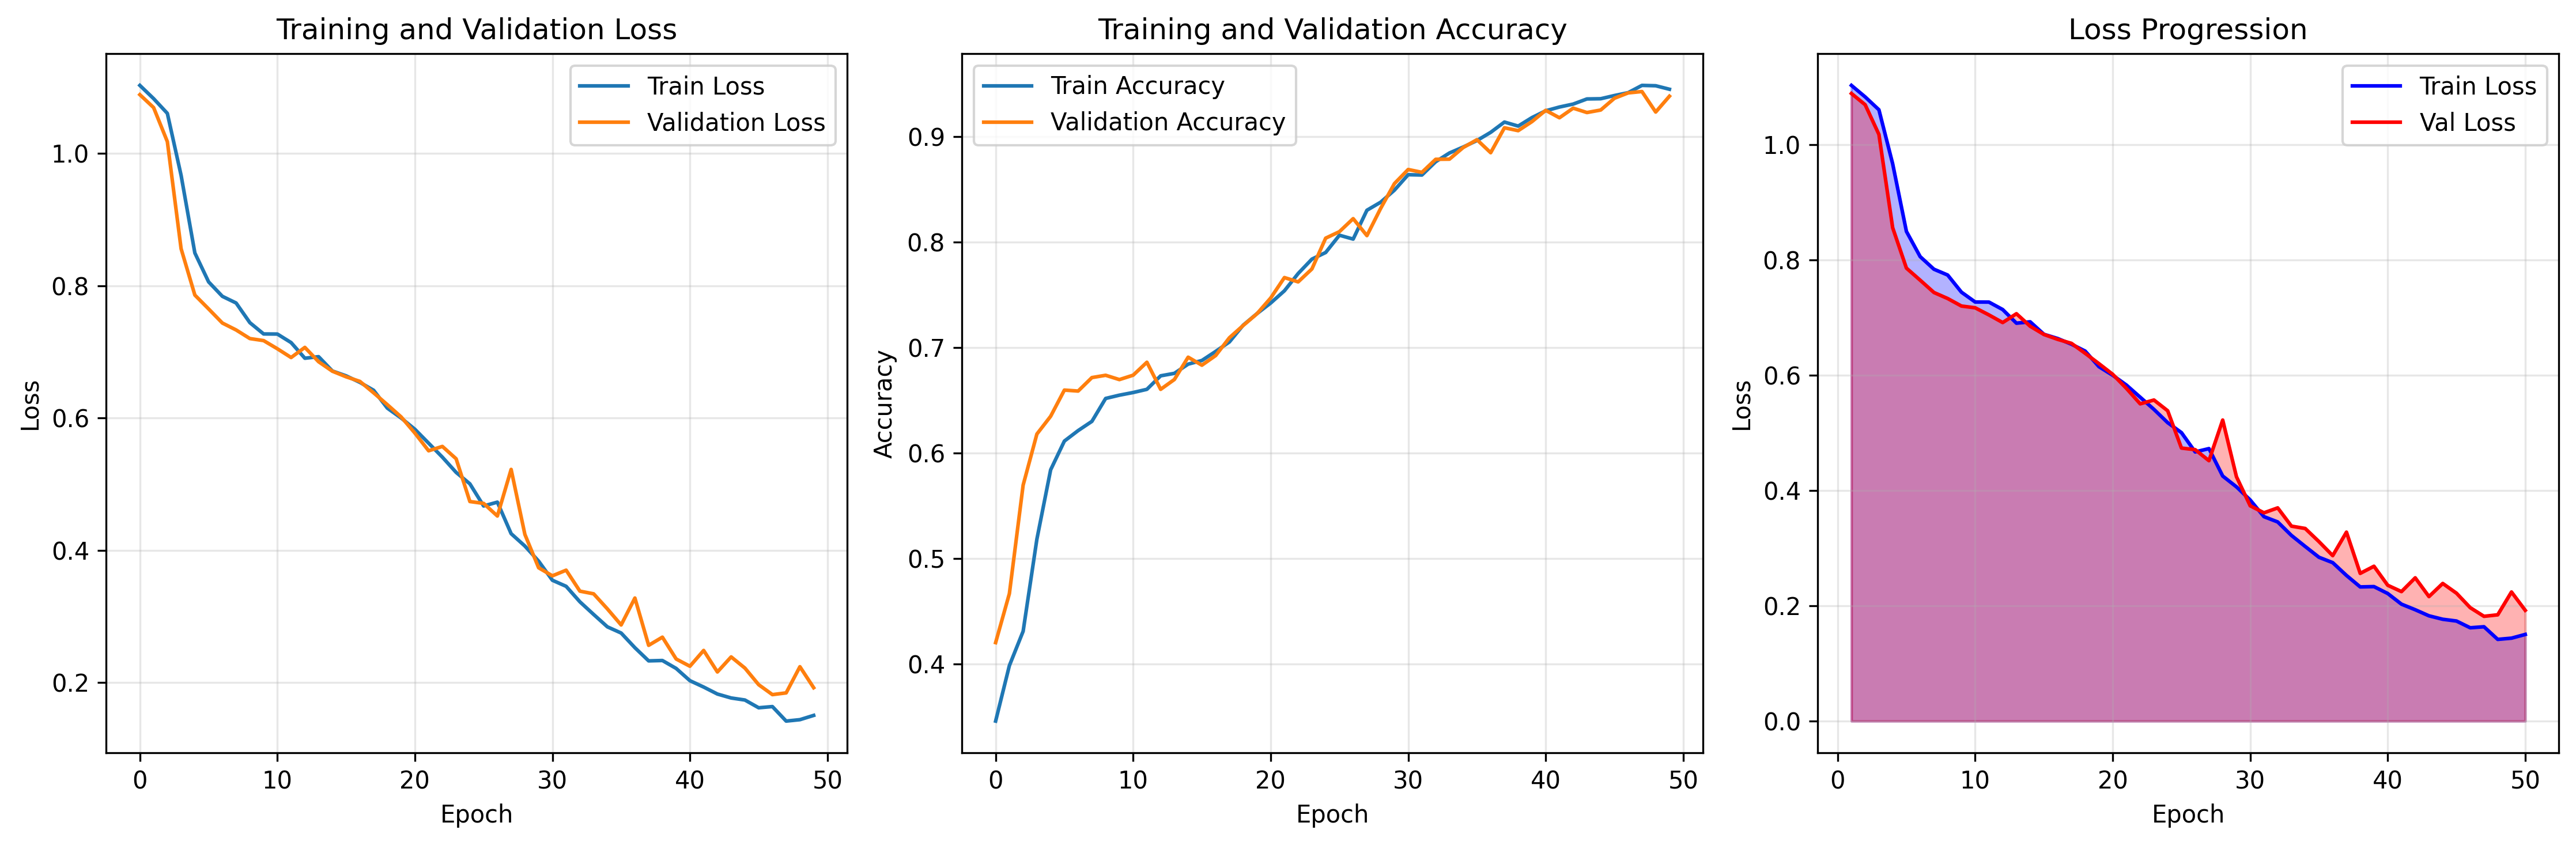 Training and Validation Loss
Train Loss
Validation Loss
1.0
0.8
0.6
0.4
0.2
Loss
0 10 20 30 40 50
Epoch
Training and Validation Accuracy
Train Accuracy
Validation Accuracy
0.9
0.8
0.7
0.6
0.5
0.4
Accuracy
0 10 20 30 40 50
Epoch
Loss Progression
Train Loss
Val Loss
1.0
0.8
0.6
0.4
0.2
0.0
Loss
0 10 20 30 40 50
Epoch